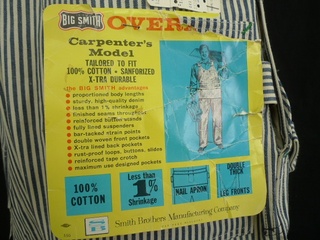 BIG SMITH
OVERA
Carpenter's
Model
TAILORED TO FIT
100% COTTON • SANFORIZED
X-TRA DURABLE
the BIG SMITH advantages
proportioned body lengths
sturdy, high-quality denim
less than 1% shrinkage
finished seams throughout
reinforced button stands
fully lined suspenders
bar-tacked strain points
double woven front pockets
X-tra lined back pockets
rust-proof loops, buttons, slides
reinforced tape crotch
maximum use designed pockets
100%
COTTON
Less
than
1%
Shrinkage
NAIL APRON
DOUBLE
THICK
LEG FRONTS
Smith Brothers Manufacturing Company